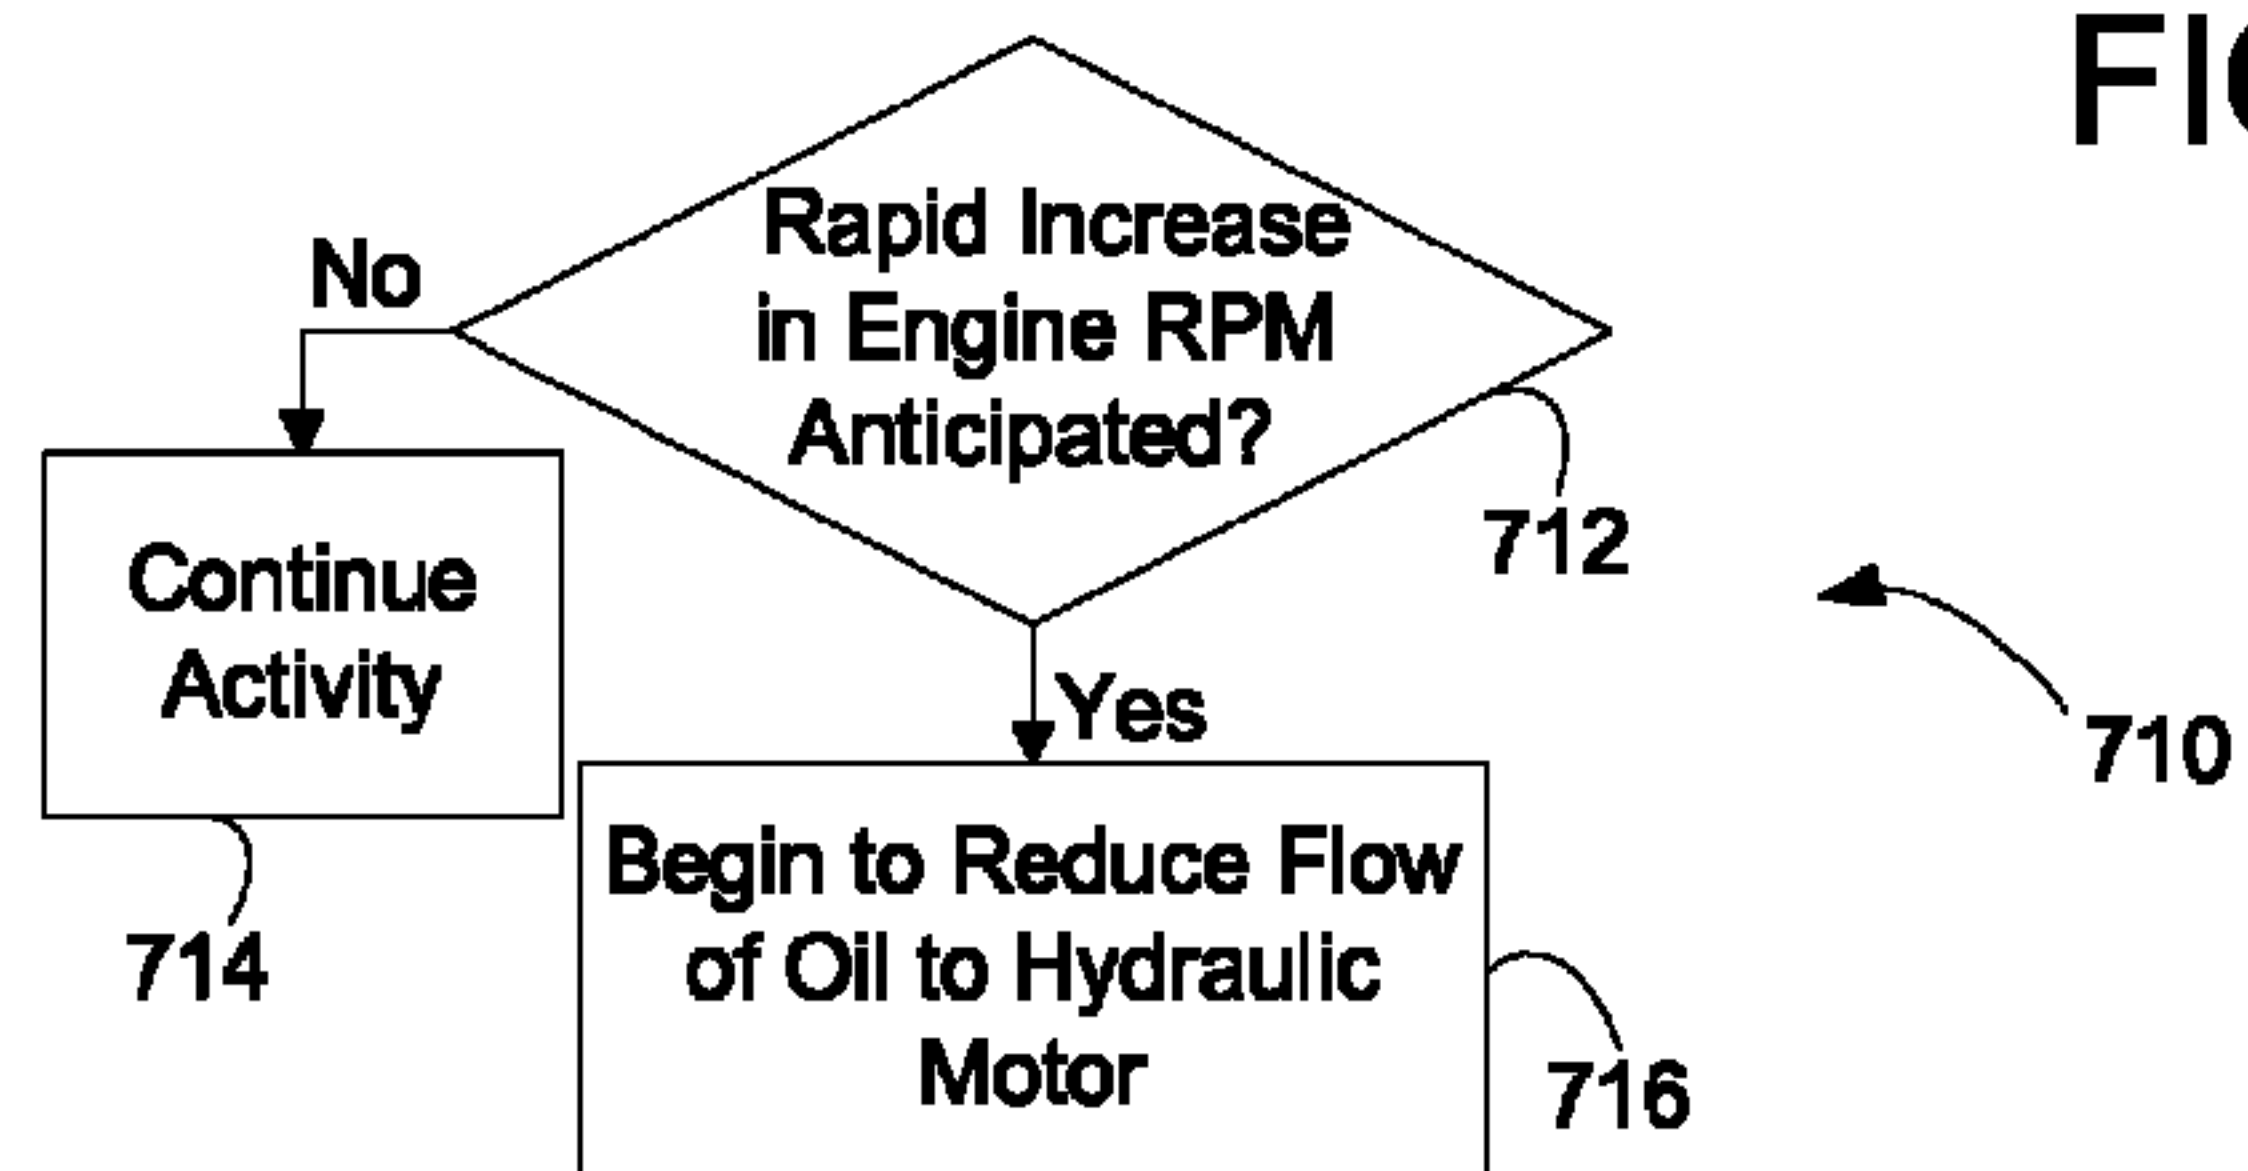 Rapid Increase
in Engine RPM
Anticipated?
No
712
Continue
Activity
Yes
710
714
Begin to Reduce Flow
of Oil to Hydraulic
Motor
716